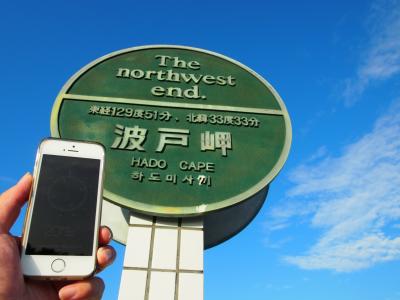 The
northwest
end.
東経129度51分、北緯33度33分
波戸岬
HADO CAPE
하도미사끼